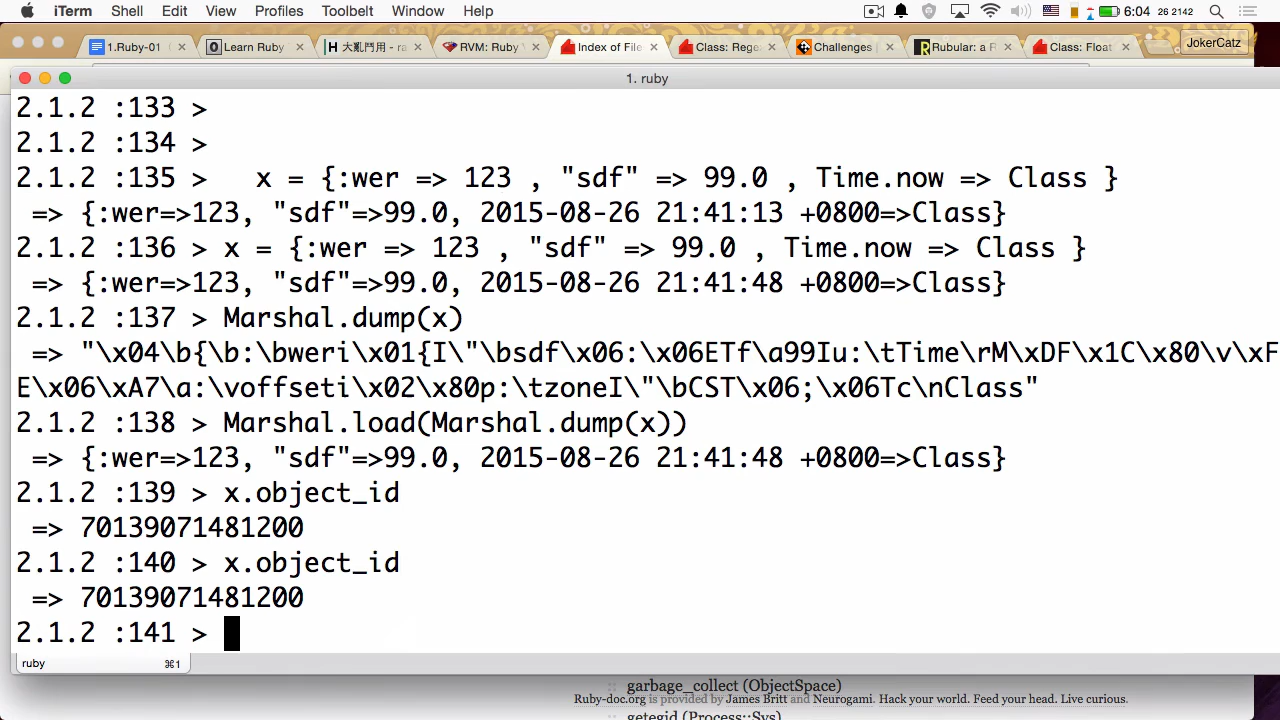 iTerm Shell Edit View Profiles Toolbelt Window Help 6:04 26 2142
1.Ruby-01 Learn Ruby 大亂鬥用 - ra RVM: Ruby V Index of File Class: Rege Challenges | Rubular: a R Class: Float JokerCatz
1. ruby
2.1.2 :133 >
2.1.2 :134 >
2.1.2 :135 >   x = {:wer => 123 , "sdf" => 99.0 , Time.now => Class }
=> {:wer=>123, "sdf"=>99.0, 2015-08-26 21:41:13 +0800=>Class}
2.1.2 :136 > x = {:wer => 123 , "sdf" => 99.0 , Time.now => Class }
=> {:wer=>123, "sdf"=>99.0, 2015-08-26 21:41:48 +0800=>Class}
2.1.2 :137 > Marshal.dump(x)
=> "\x04\b{\b:\bweri\x01{I\"\bsdf\x06:\x06ETf\a99Iu:\tTime\rM\xDF\x1C\x80\v\xF
E\x06\xA7\a:\voffseti\x02\x80p:\tzoneI\"\bCST\x06;\x06Tc\nClass"
2.1.2 :138 > Marshal.load(Marshal.dump(x))
=> {:wer=>123, "sdf"=>99.0, 2015-08-26 21:41:48 +0800=>Class}
2.1.2 :139 > x.object_id
=> 70139071481200
2.1.2 :140 > x.object_id
=> 70139071481200
2.1.2 :141 >
ruby ⌘1
garbage_collect (ObjectSpace)
Ruby-doc.org is provided by James Britt and Neurogami. Hack your world. Feed your head. Live curious.
getegid (Process::Sys)